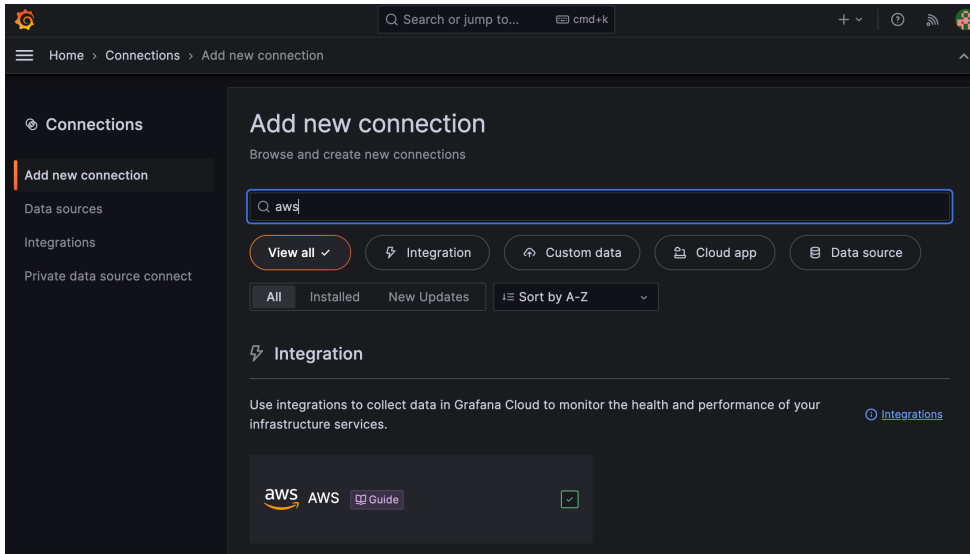 Search or jump to... cmd+k
Home › Connections › Add new connection
Connections
Add new connection
Data sources
Integrations
Private data source connect
Add new connection
Browse and create new connections
aws
View all Integration Custom data Cloud app Data source
All Installed New Updates Sort by A-Z
Integration
Use integrations to collect data in Grafana Cloud to monitor the health and performance of your
infrastructure services.
Integrations
aws AWS Guide